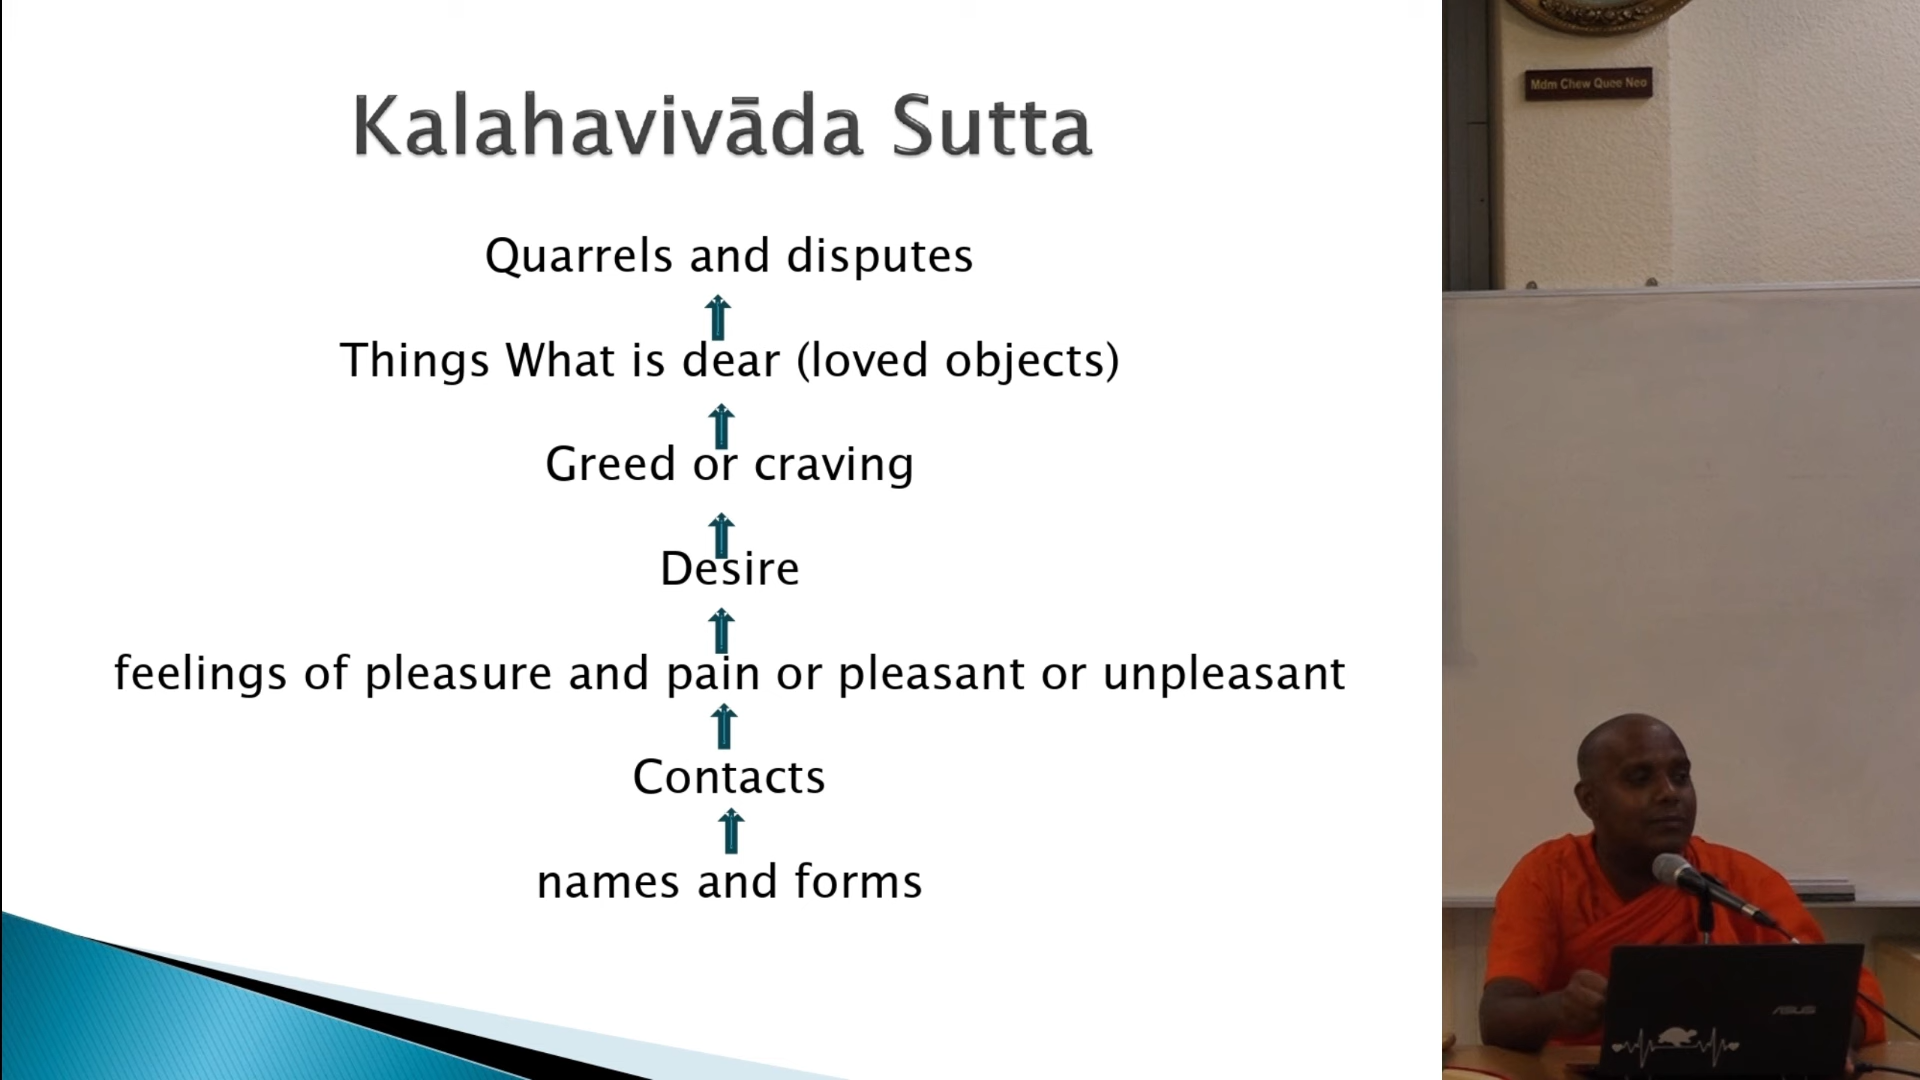 Kalahavivāda Sutta
Quarrels and disputes
Things What is dear (loved objects)
Greed or craving
Desire
feelings of pleasure and pain or pleasant or unpleasant
Contacts
names and forms
Mdm Chew Quee Neo
ASUS